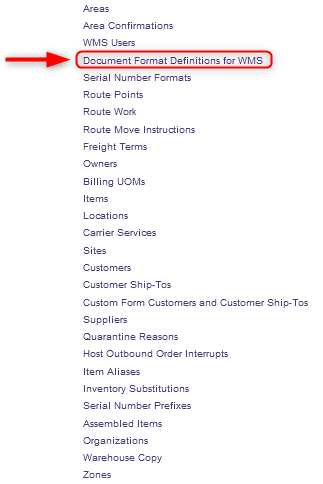 Areas
Area Confirmations
WMS Users
Document Format Definitions for WMS
Serial Number Formats
Route Points
Route Work
Route Move Instructions
Freight Terms
Owners
Billing UOMs
Items
Locations
Carrier Services
Sites
Customers
Customer Ship-Tos
Custom Form Customers and Customer Ship-Tos
Suppliers
Quarantine Reasons
Host Outbound Order Interrupts
Item Aliases
Inventory Substitutions
Serial Number Prefixes
Assembled Items
Organizations
Warehouse Copy
Zones